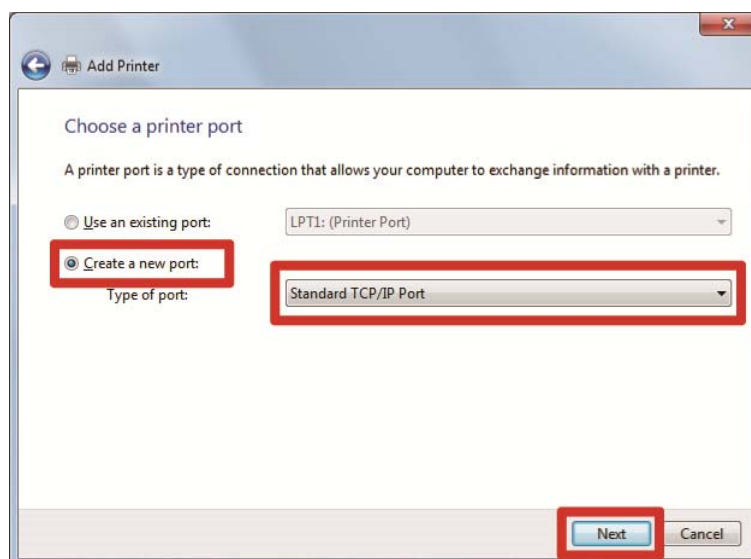 Add Printer
Choose a printer port
A printer port is a type of connection that allows your computer to exchange information with a printer.
Use an existing port: LPT1: (Printer Port)
Create a new port:
Type of port: Standard TCP/IP Port
Next Cancel